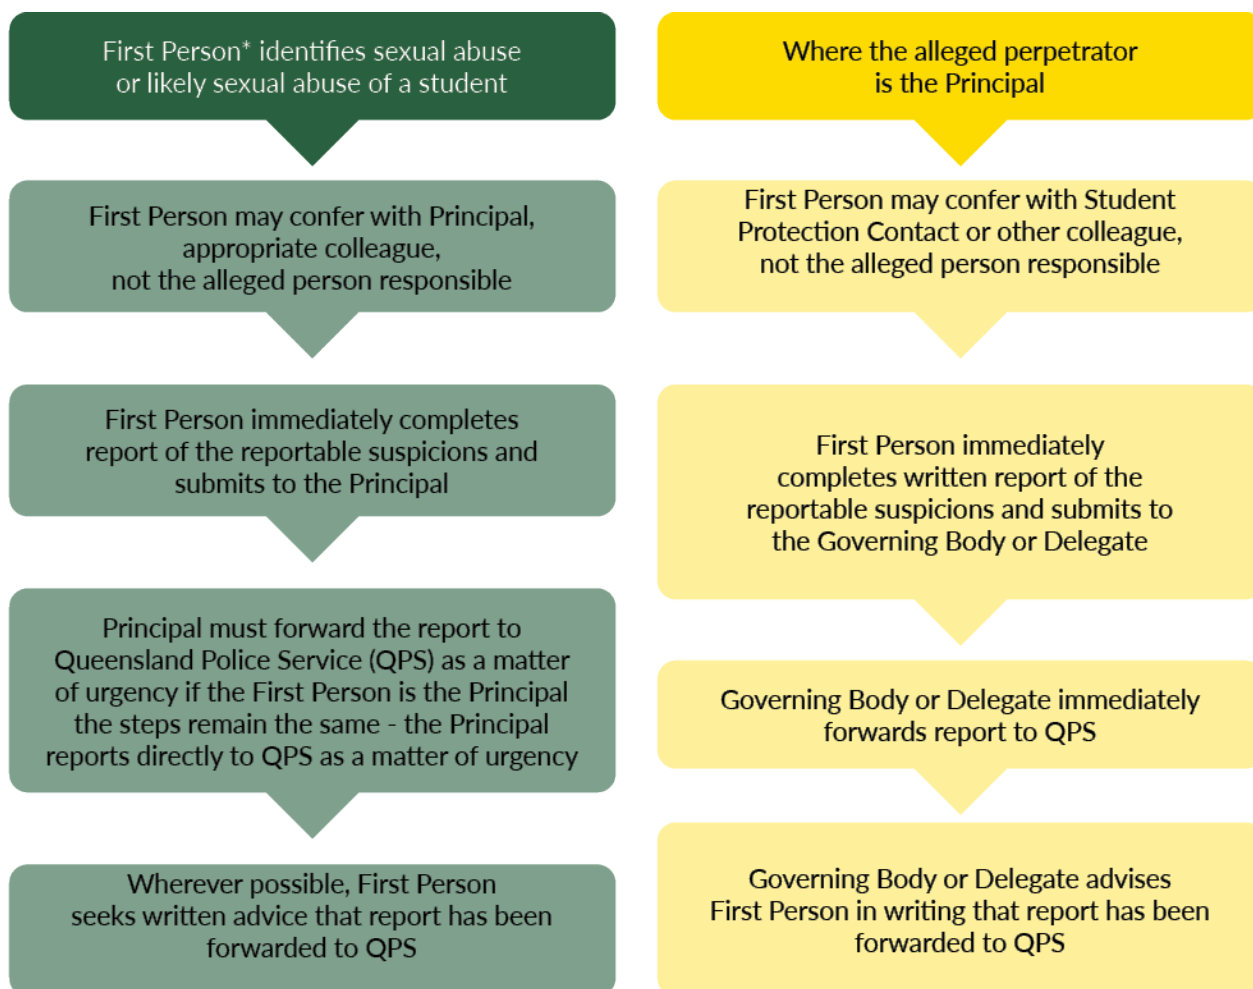 First Person* identifies sexual abuse
or likely sexual abuse of a student
First Person may confer with Principal,
appropriate colleague,
not the alleged person responsible
First Person immediately completes
report of the reportable suspicions and
submits to the Principal
Principal must forward the report to
Queensland Police Service (QPS) as a matter
of urgency if the First Person is the Principal
the steps remain the same - the Principal
reports directly to QPS as a matter of urgency
Wherever possible, First Person
seeks written advice that report has been
forwarded to QPS
Where the alleged perpetrator
is the Principal
First Person may confer with Student
Protection Contact or other colleague,
not the alleged person responsible
First Person immediately
completes written report of the
reportable suspicions and submits to
the Governing Body or Delegate
Governing Body or Delegate immediately
forwards report to QPS
Governing Body or Delegate advises
First Person in writing that report has been
forwarded to QPS